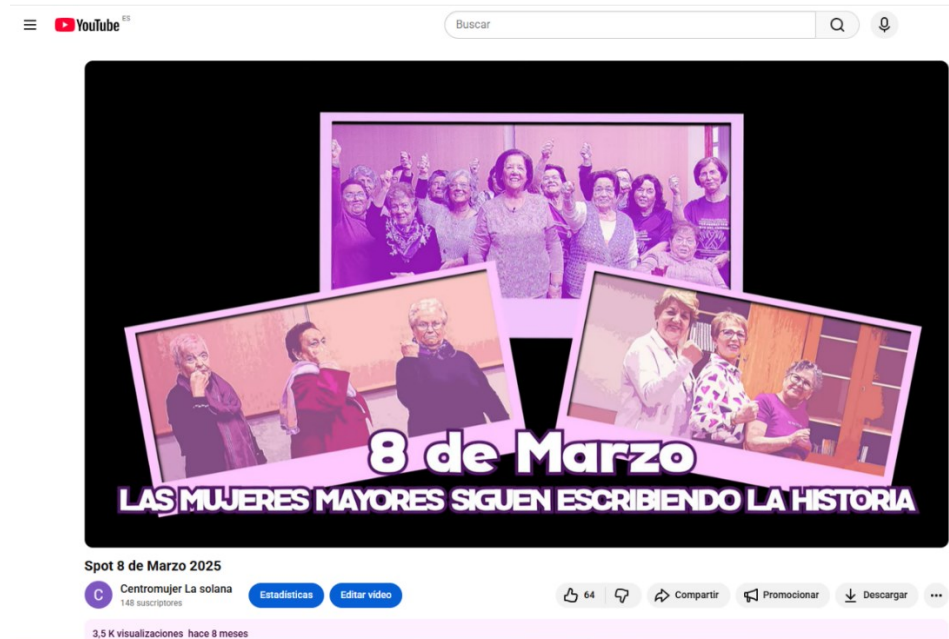 YouTube ES
Buscar
8 de Marzo
LAS MUJERES MAYORES SIGUEN ESCRIBIENDO LA HISTORIA
Spot 8 de Marzo 2025
C
Centromujer La solana
148 suscriptores
Estadísticas
Editar vídeo
64
Compartir
Promocionar
Descargar
3,5 K visualizaciones hace 8 meses